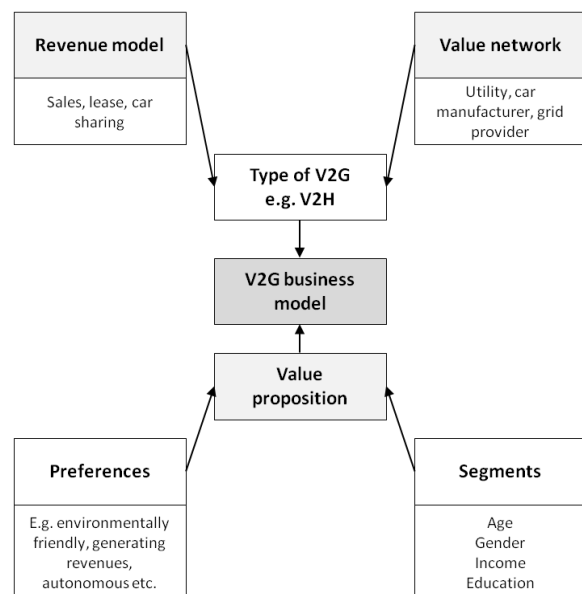 Revenue model
Sales, lease, car
sharing
Value network
Utility, car
manufacturer, grid
provider
Type of V2G
e.g. V2H
V2G business
model
Value
proposition
Preferences
E.g. environmentally
friendly, generating
revenues,
autonomous etc.
Segments
Age
Gender
Income
Education